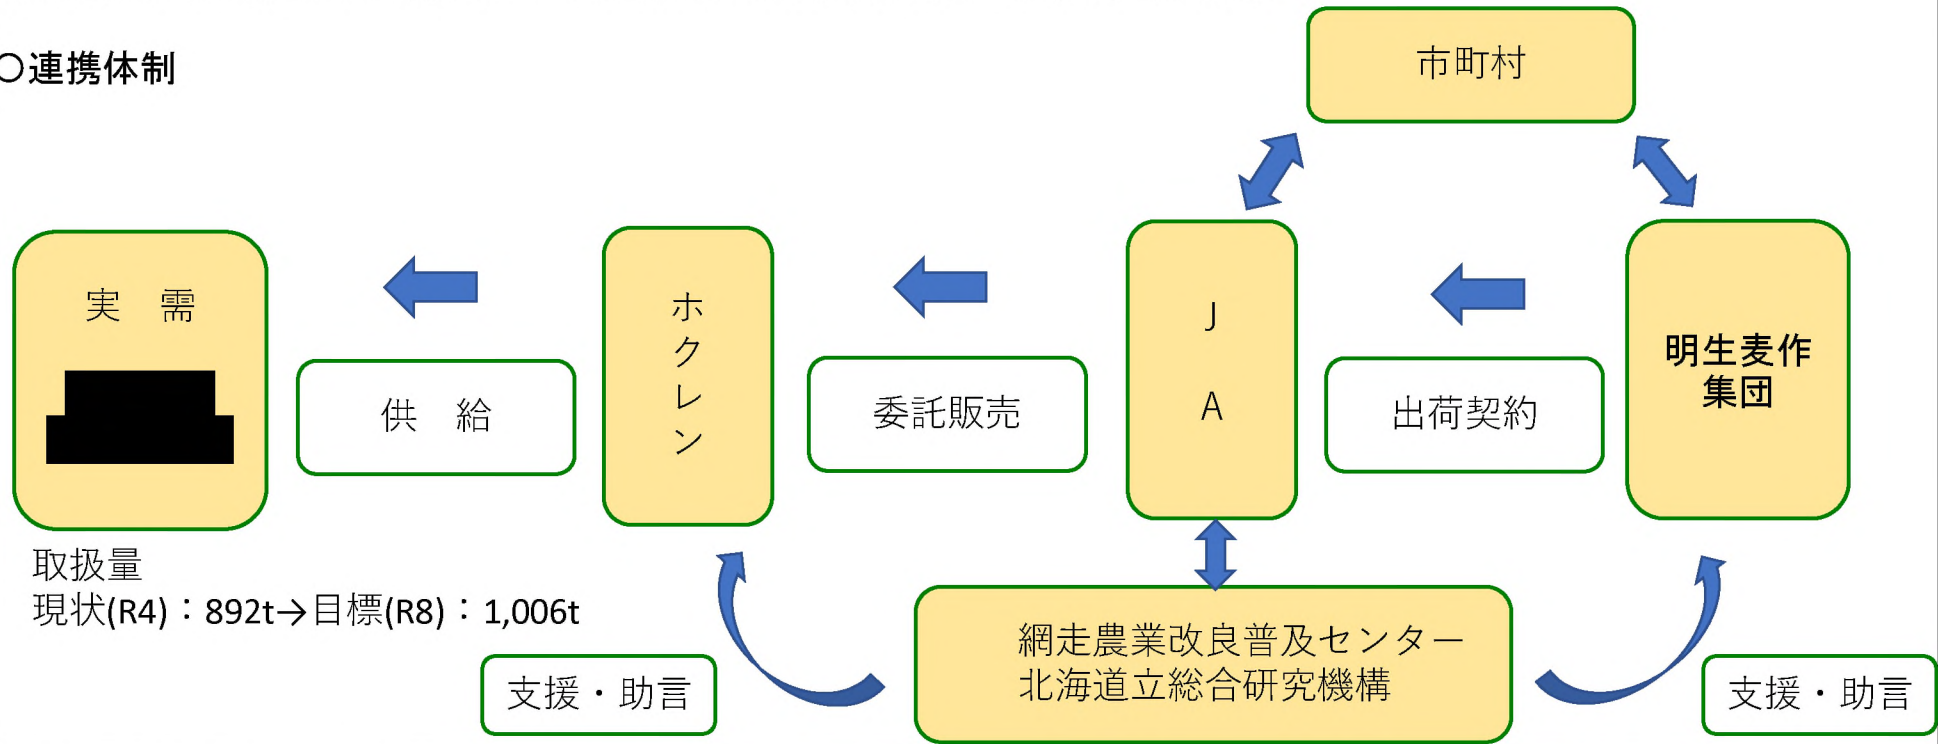 ○連携体制
市町村
実　需
供　給
ホクレン
委託販売
J A
出荷契約
明生麦作
集団
取扱量
現状(R4)：892t→目標(R8)：1,006t
支援・助言
網走農業改良普及センター
北海道立総合研究機構
支援・助言